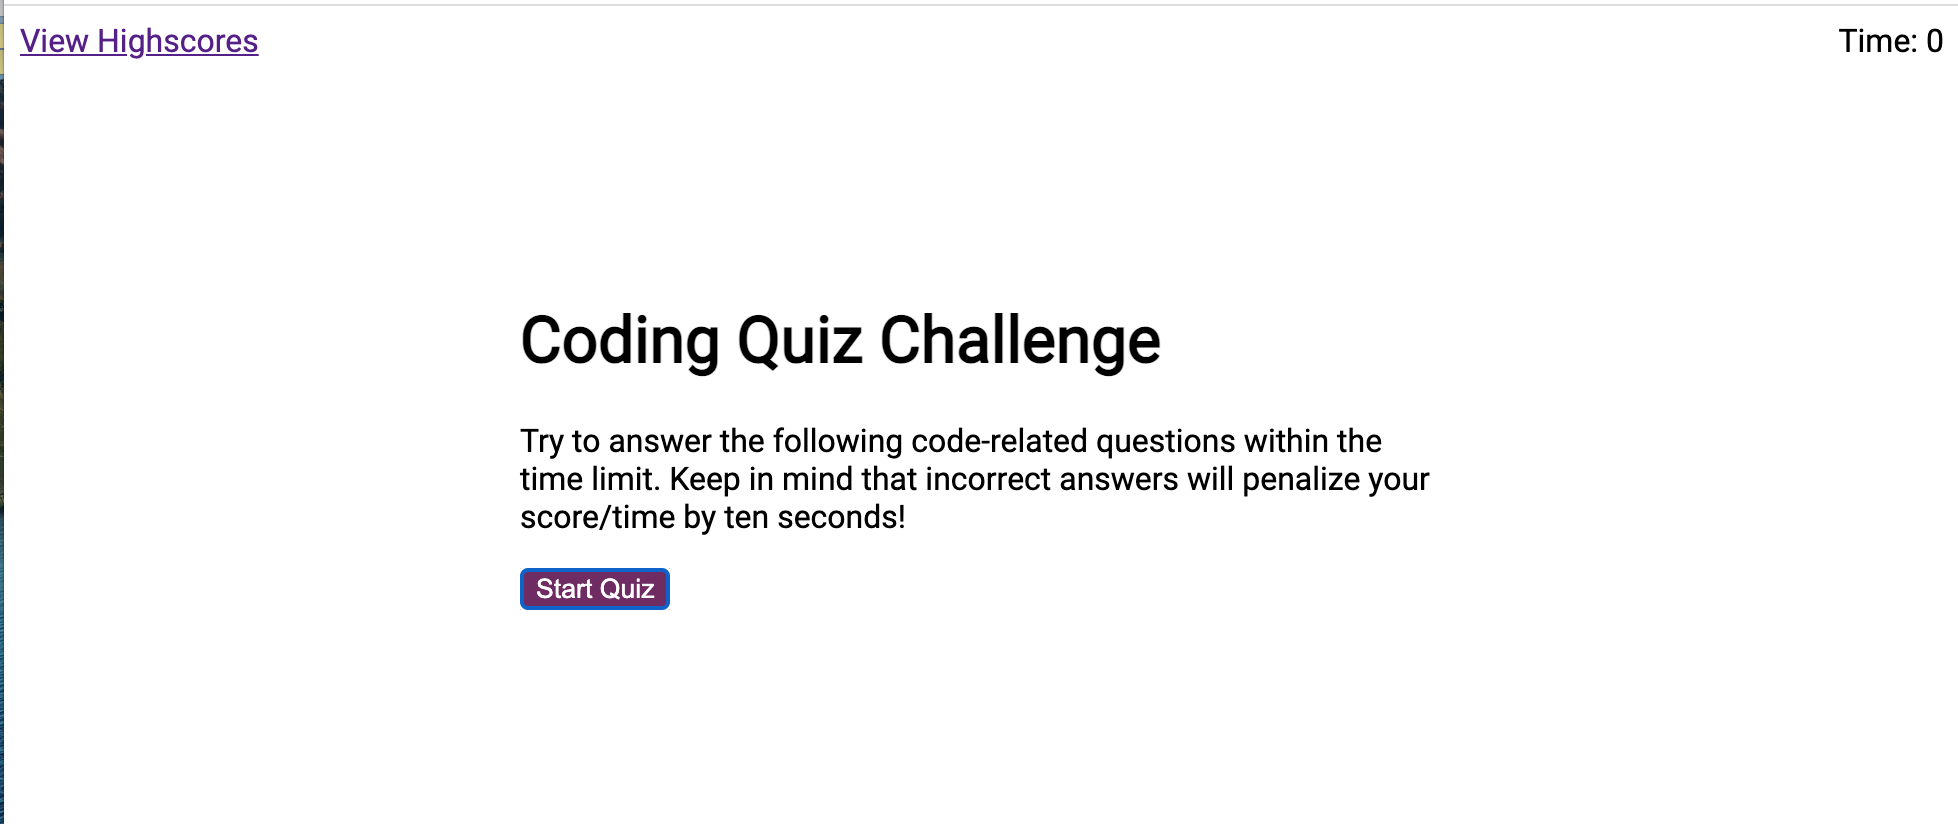 View Highscores
Time: 0
Coding Quiz Challenge
Try to answer the following code-related questions within the
time limit. Keep in mind that incorrect answers will penalize your
score/time by ten seconds!
Start Quiz